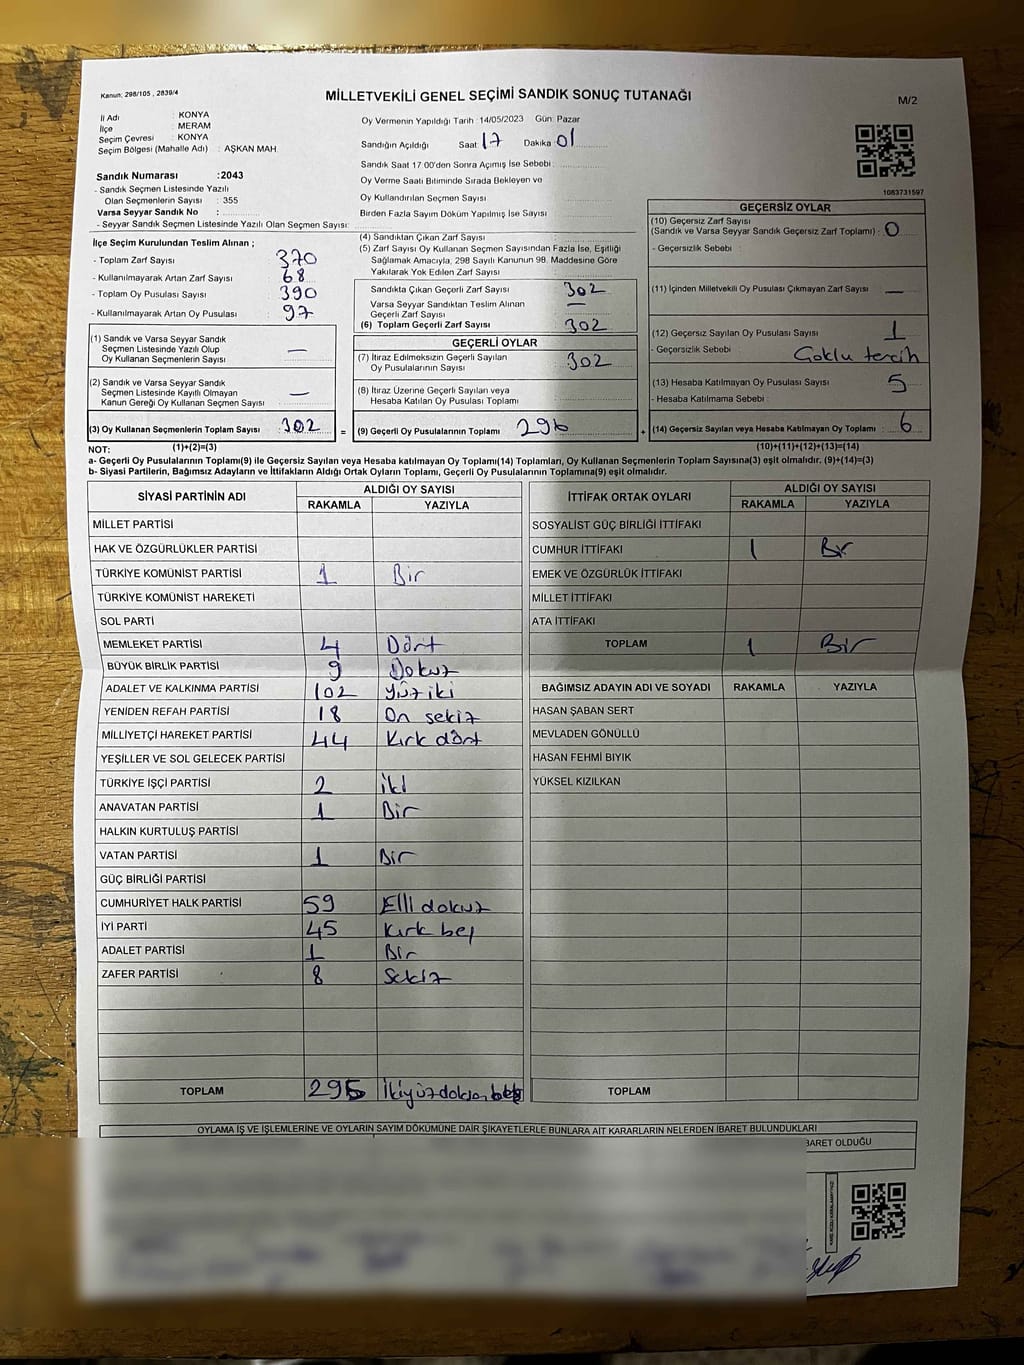 Kanun: 298/105 , 2839/4
MİLLETVEKİLİ GENEL SEÇİMİ SANDIK SONUÇ TUTANAĞI
M/2
İl Adı : KONYA
İlçe : MERAM
Seçim Çevresi : KONYA
Seçim Bölgesi (Mahalle Adı) : AŞKAN MAH.
Sandık Numarası :2043
- Sandık Seçmen Listesinde Yazılı
Olan Seçmenlerin Sayısı : 355
Varsa Seyyar Sandık No :
- Seyyar Sandık Seçmen Listesinde Yazılı Olan Seçmen Sayısı:
Oy Vermenin Yapıldığı Tarih :14/05/2023 Gün: Pazar
Sandığın Açıldığı Saat 17 Dakika 01
Sandık Saat 17:00'den Sonra Açımış İse Sebebi
Oy Verme Saati Bitiminde Sırada Bekleyen ve
Oy Kullandırılan Seçmen Sayısı
Birden Fazla Sayım Döküm Yapılmış İse Sayısı
1083731597
İlçe Seçim Kurulundan Teslim Alınan ;
- Toplam Zarf Sayısı 370
- Kullanılmayarak Artan Zarf Sayısı 68
- Toplam Oy Pusulası Sayısı 390
- Kullanılmayarak Artan Oy Pusulası 97
(1) Sandık ve Varsa Seyyar Sandık
Seçmen Listesinde Yazılı Olup
Oy Kullanan Seçmenlerin Sayısı —
(2) Sandık ve Varsa Seyyar Sandık
Seçmen Listesinde Kayıtlı Olmayan
Kanun Gereği Oy Kullanan Seçmen Sayısı —
(3) Oy Kullanan Seçmenlerin Toplam Sayısı : 302 =
(4) Sandıktan Çıkan Zarf Sayısı
(5) Zarf Sayısı Oy Kullanan Seçmen Sayısından Fazla İse, Eşitliği
Sağlamak Amacıyla, 298 Sayılı Kanunun 98. Maddesine Göre
Yakılarak Yok Edilen Zarf Sayısı
Sandıkta Çıkan Geçerli Zarf Sayısı 302
Varsa Seyyar Sandıktan Teslim Alınan
Geçerli Zarf Sayısı —
(6) Toplam Geçerli Zarf Sayısı 302
GEÇERLİ OYLAR
(7) İtiraz Edilmeksizin Geçerli Sayılan
Oy Pusulalarının Sayısı 302
(8) İtiraz Üzerine Geçerli Sayılan veya
Hesaba Katılan Oy Pusulası Toplamı
(9) Geçerli Oy Pusulalarının Toplamı 296 +
GEÇERSİZ OYLAR
(10) Geçersiz Zarf Sayısı
(Sandık ve Varsa Seyyar Sandık Geçersiz Zarf Toplamı) : 0
- Geçersizlik Sebebi :
(11) İçinden Milletvekili Oy Pusulası Çıkmayan Zarf Sayısı —
(12) Geçersiz Sayılan Oy Pusulası Sayısı 1
- Geçersizlik Sebebi : Çoklu tercih
(13) Hesaba Katılmayan Oy Pusulası Sayısı 5
- Hesaba Katılmama Sebebi :
(14) Geçersiz Sayılan veya Hesaba Katılmayan Oy Toplamı : 6
NOT: (1)+(2)=(3) (10)+(11)+(12)+(13)=(14)
a- Geçerli Oy Pusulalarının Toplamı(9) ile Geçersiz Sayılan veya Hesaba katılmayan Oy Toplamı(14) Toplamları, Oy Kullanan Seçmenlerin Toplam Sayısına(3) eşit olmalıdır. (9)+(14)=(3)
b- Siyasi Partilerin, Bağımsız Adayların ve İttifakların Aldığı Ortak Oyların Toplamı, Geçerli Oy Pusulalarının Toplamına(9) eşit olmalıdır.
SİYASİ PARTİNİN ADI ALDIĞI OY SAYISI
RAKAMLA YAZIYLA
MİLLET PARTİSİ
HAK VE ÖZGÜRLÜKLER PARTİSİ
TÜRKİYE KOMÜNİST PARTİSİ 1 Bir
TÜRKİYE KOMÜNİST HAREKETİ
SOL PARTİ
MEMLEKET PARTİSİ 4 Dört
BÜYÜK BİRLİK PARTİSİ 9 Dokuz
ADALET VE KALKINMA PARTİSİ 102 Yüz iki
YENİDEN REFAH PARTİSİ 18 On sekiz
MİLLİYETÇİ HAREKET PARTİSİ 44 Kırk dört
YEŞİLLER VE SOL GELECEK PARTİSİ
TÜRKİYE İŞÇİ PARTİSİ 2 İki
ANAVATAN PARTİSİ 1 Bir
HALKIN KURTULUŞ PARTİSİ
VATAN PARTİSİ 1 Bir
GÜÇ BİRLİĞİ PARTİSİ
CUMHURİYET HALK PARTİSİ 59 Elli dokuz
İYİ PARTİ 45 Kırk beş
ADALET PARTİSİ 1 Bir
ZAFER PARTİSİ 8 Sekiz
TOPLAM 295 İkiyüzdoksan beş
İTTİFAK ORTAK OYLARI ALDIĞI OY SAYISI
RAKAMLA YAZIYLA
SOSYALİST GÜÇ BİRLİĞİ İTTİFAKI
CUMHUR İTTİFAKI 1 Bir
EMEK VE ÖZGÜRLÜK İTTİFAKI
MİLLET İTTİFAKI
ATA İTTİFAKI
TOPLAM 1 Bir
BAĞIMSIZ ADAYIN ADI VE SOYADI RAKAMLA YAZIYLA
HASAN ŞABAN SERT
MEVLADEN GÖNÜLLÜ
HASAN FEHMİ BIYIK
YÜKSEL KIZILKAN
TOPLAM
OYLAMA İŞ VE İŞLEMLERİNE VE OYLARIN SAYIM DÖKÜMÜNE DAİR ŞİKAYETLERLE BUNLARA AİT KARARLARIN NELERDEN İBARET BULUNDUKLARI
BARET OLDUĞU